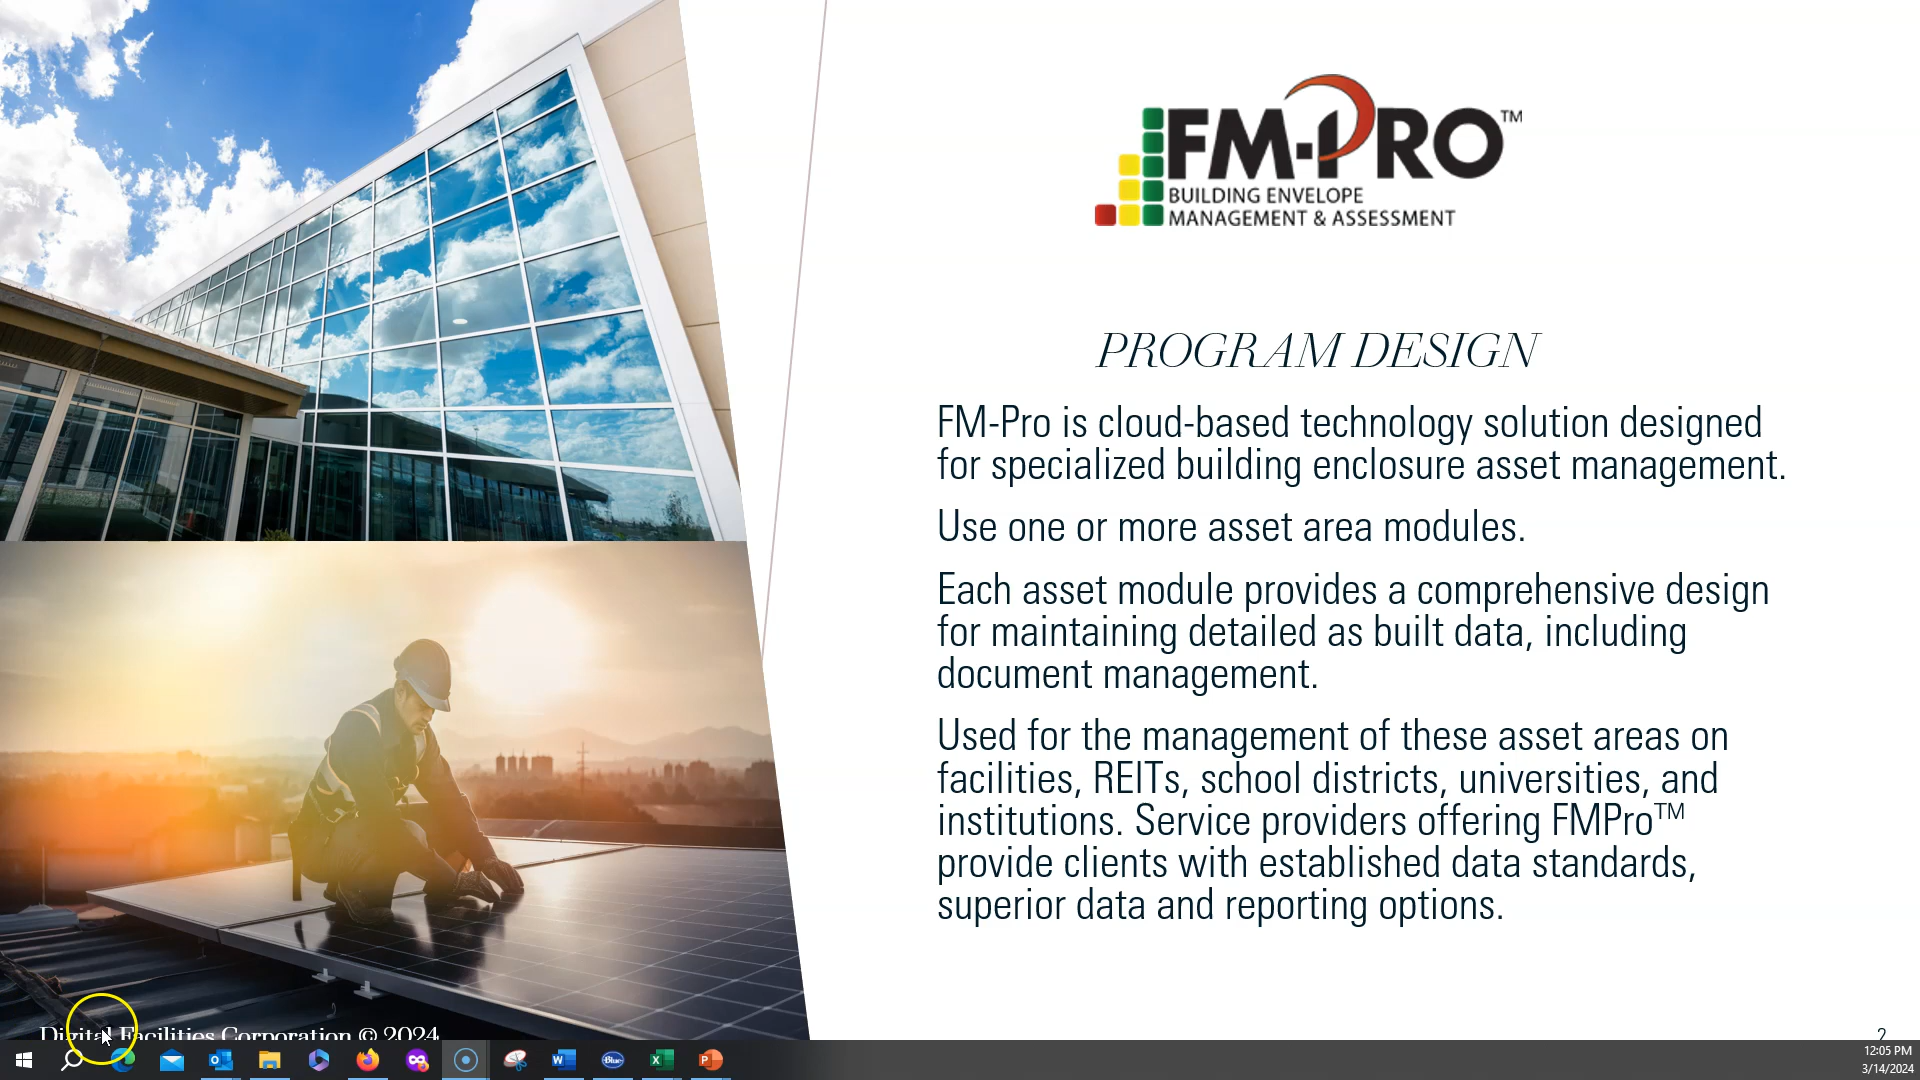 FM-PRO™
BUILDING ENVELOPE
MANAGEMENT & ASSESSMENT
PROGRAM DESIGN
FM-Pro is cloud-based technology solution designed
for specialized building enclosure asset management.
Use one or more asset area modules.
Each asset module provides a comprehensive design
for maintaining detailed as built data, including
document management.
Used for the management of these asset areas on
facilities, REITs, school districts, universities, and
institutions. Service providers offering FMPro™
provide clients with established data standards,
superior data and reporting options.
Digital Facilities Corporation © 2024
2
Blue
12:05 PM
3/14/2024